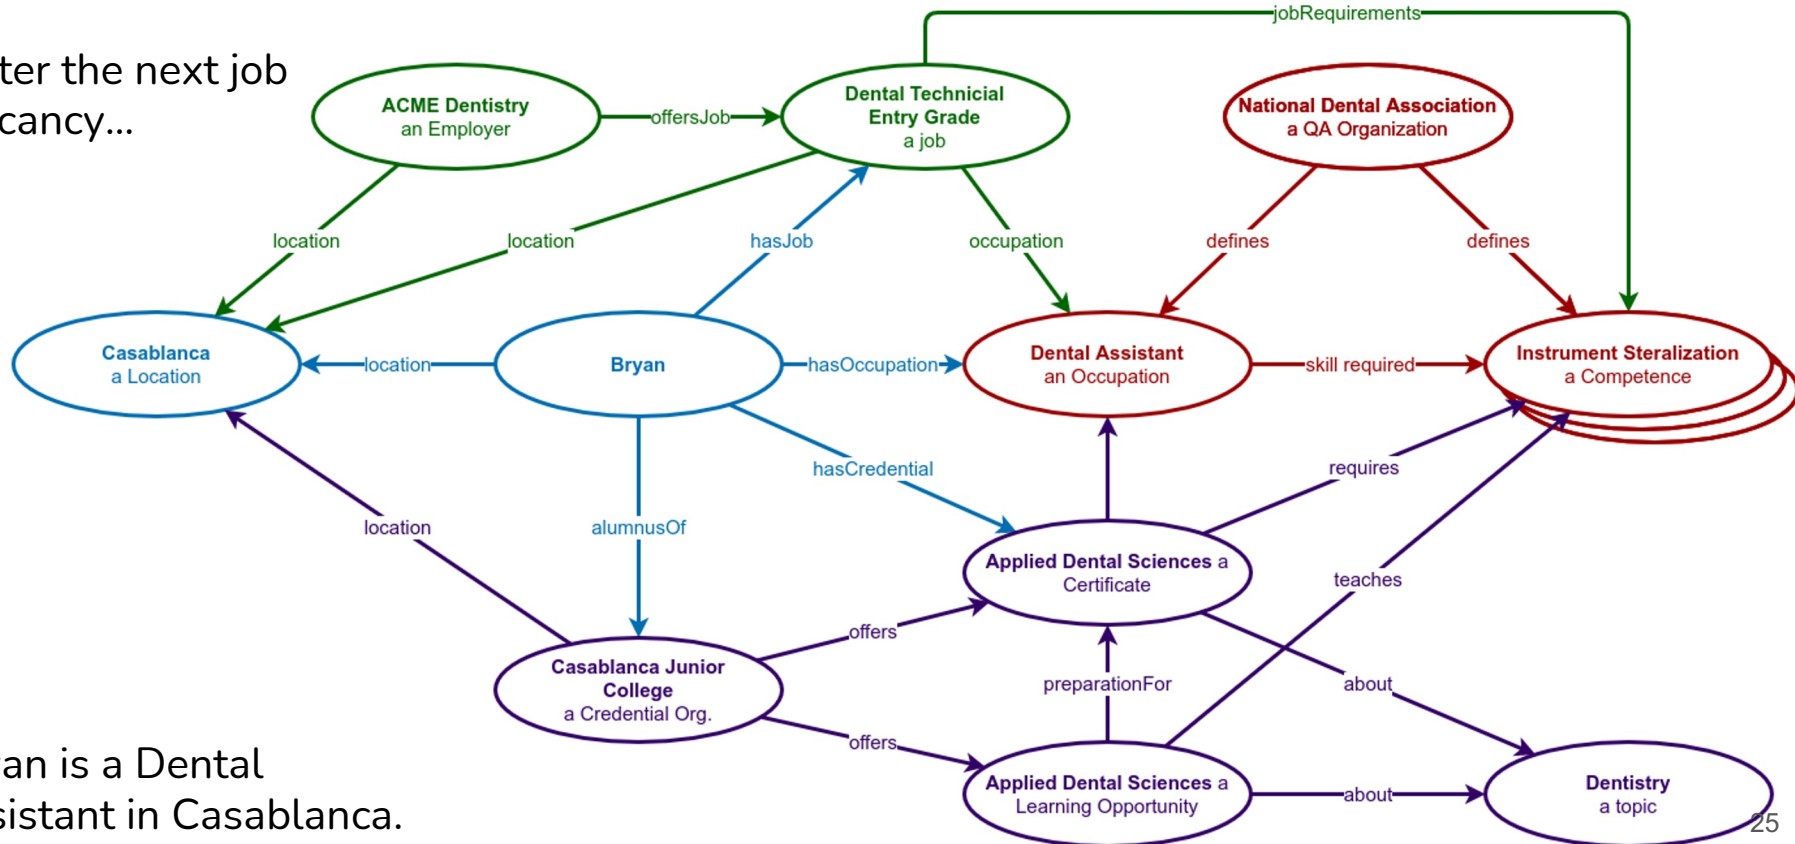 jobRequirements
ter the next job
cancy...
ACME Dentistry
an Employer
offersJob
Dental Technicial
Entry Grade
a job
National Dental Association
a QA Organization
location
location
hasJob
occupation
defines
defines
Casablanca
a Location
location
Bryan
hasOccupation
Dental Assistant
an Occupation
skill required
Instrument Steralization
a Competence
hasCredential
requires
location
alumnusOf
Applied Dental Sciences a
Certificate
teaches
offers
Casablanca Junior
College
a Credential Org.
preparationFor
about
offers
an is a Dental
sistant in Casablanca.
Applied Dental Sciences a
Learning Opportunity
about
Dentistry
a topic
25